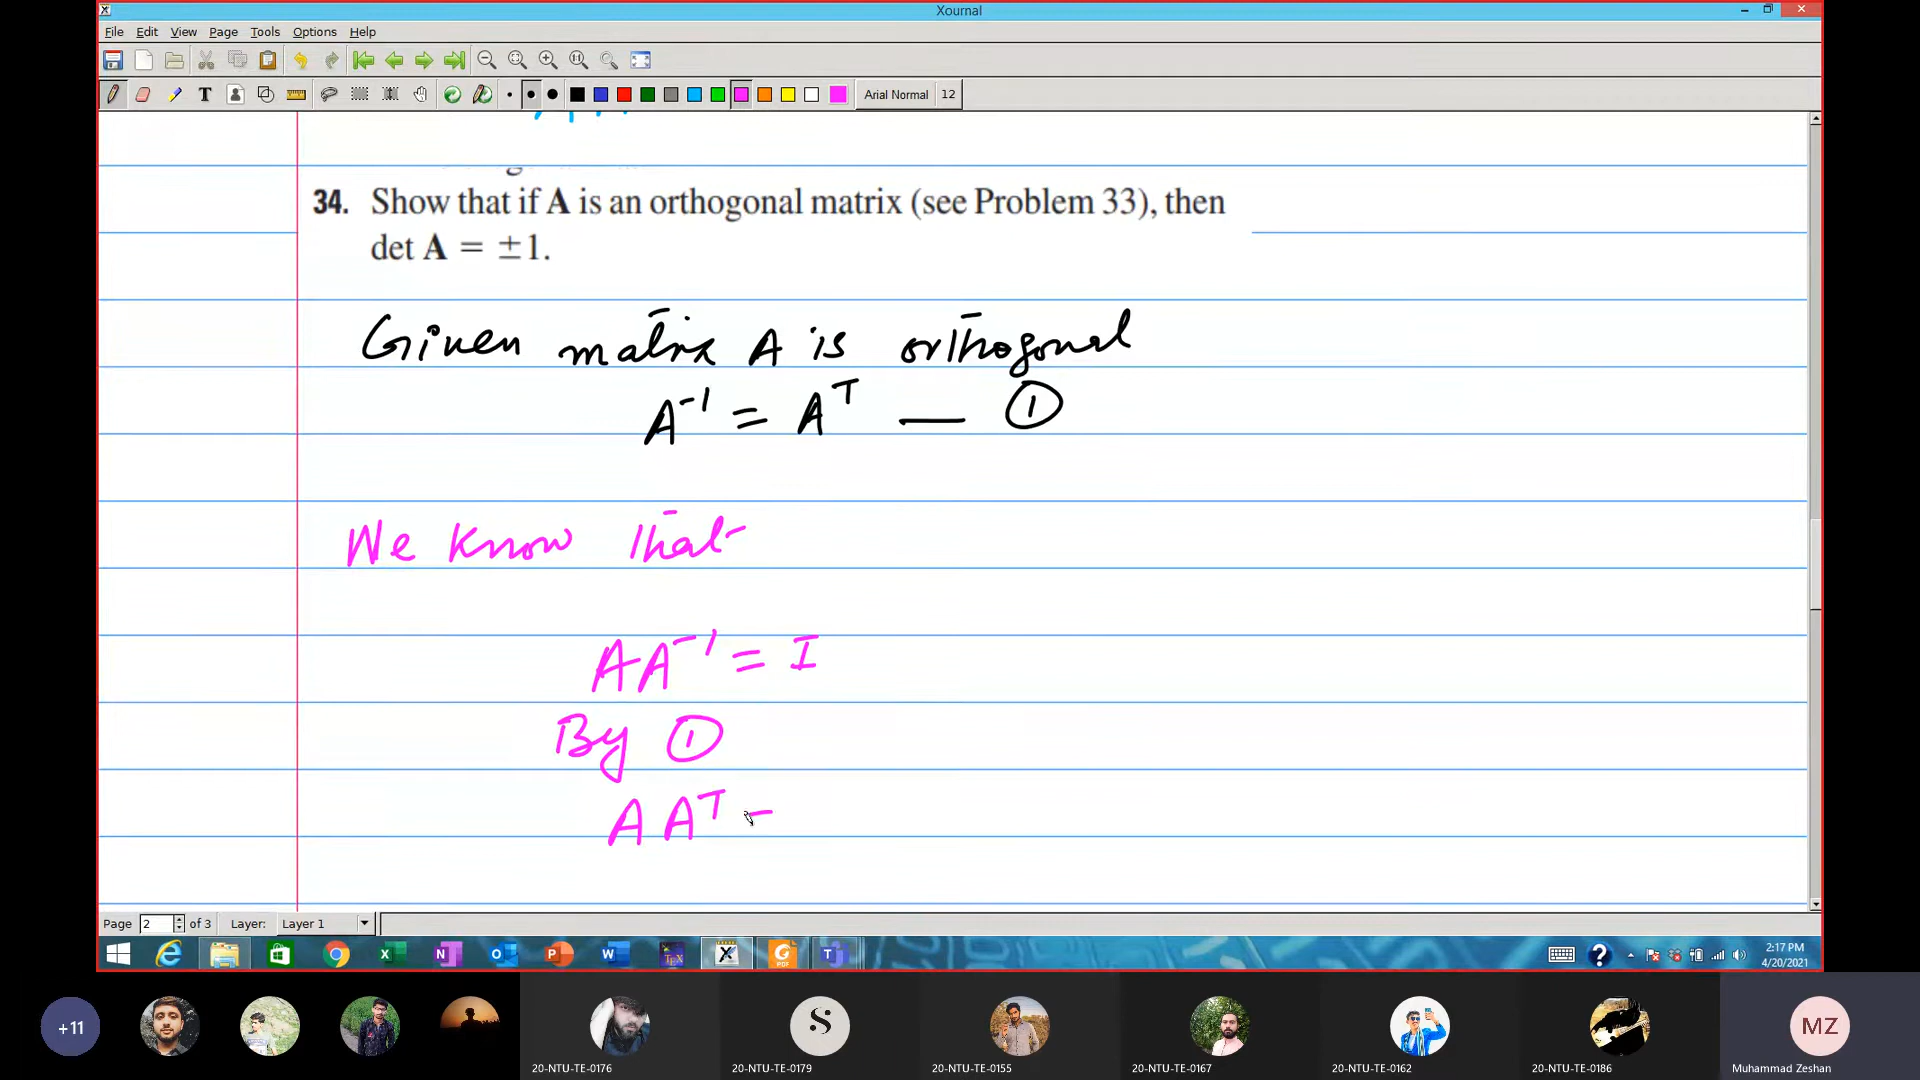 Xournal
File Edit View Page Tools Options Help
Arial Normal 12
34. Show that if A is an orthogonal matrix (see Problem 33), then
det A = ±1.
Given matrix A is orthogonal
A⁻¹ = Aᵀ — ①
We know that
AA⁻¹ = I
By ①
A Aᵀ -
Page 2 of 3 Layer: Layer 1
2:17 PM
4/20/2021
+11
S
MZ
20-NTU-TE-0176 20-NTU-TE-0179 20-NTU-TE-0155 20-NTU-TE-0167 20-NTU-TE-0162 20-NTU-TE-0186 Muhammad Zeshan